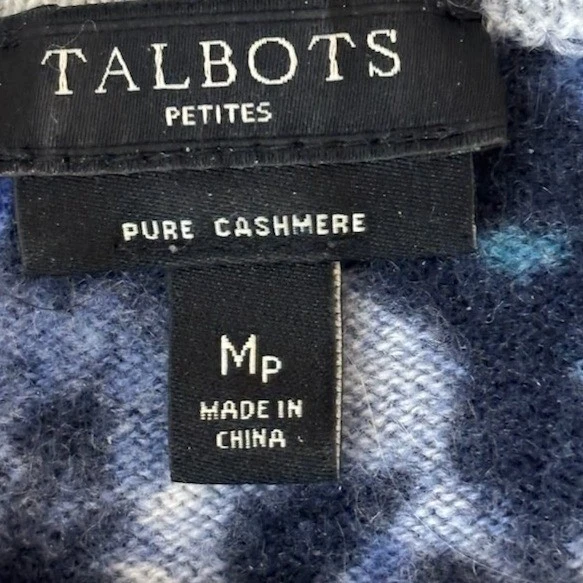 TALBOTS
PETITES
PURE CASHMERE
MP
MADE IN
CHINA